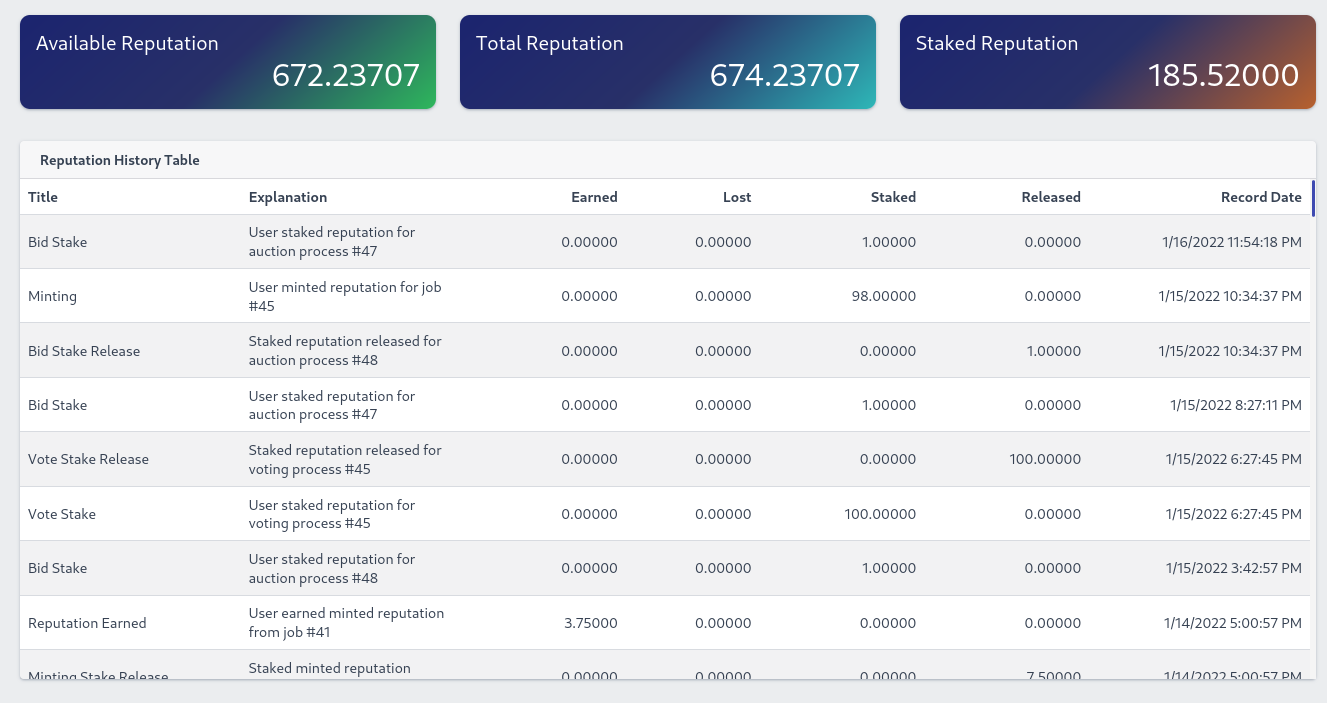 Available Reputation
672.23707
Total Reputation
674.23707
Staked Reputation
185.52000
Reputation History Table
Title Explanation Earned Lost Staked Released Record Date
Bid Stake User staked reputation for auction process #47 0.00000 0.00000 1.00000 0.00000 1/16/2022 11:54:18 PM
Minting User minted reputation for job #45 0.00000 0.00000 98.00000 0.00000 1/15/2022 10:34:37 PM
Bid Stake Release Staked reputation released for auction process #48 0.00000 0.00000 0.00000 1.00000 1/15/2022 10:34:37 PM
Bid Stake User staked reputation for auction process #47 0.00000 0.00000 1.00000 0.00000 1/15/2022 8:27:11 PM
Vote Stake Release Staked reputation released for voting process #45 0.00000 0.00000 0.00000 100.00000 1/15/2022 6:27:45 PM
Vote Stake User staked reputation for voting process #45 0.00000 0.00000 100.00000 0.00000 1/15/2022 6:27:45 PM
Bid Stake User staked reputation for auction process #48 0.00000 0.00000 1.00000 0.00000 1/15/2022 3:42:57 PM
Reputation Earned User earned minted reputation from job #41 3.75000 0.00000 0.00000 0.00000 1/14/2022 5:00:57 PM
Minting Stake Release Staked minted reputation 0.00000 0.00000 0.00000 7.50000 1/14/2022 5:00:57 PM